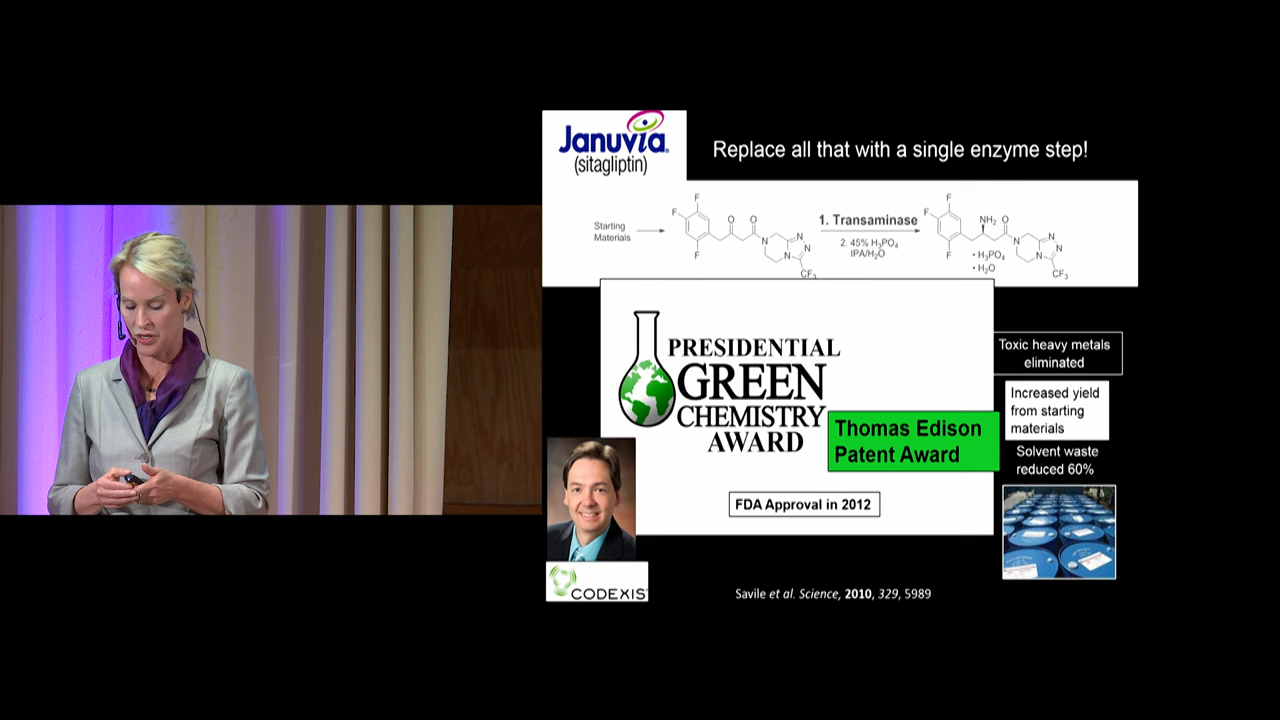 Januvia®
(sitagliptin)
Replace all that with a single enzyme step!
Starting
Materials
F
F
F
O
O
N
N
N
N
CF3
1. Transaminase
2. 45% H₃PO₄
IPA/H₂O
F
F
F
NH₂
O
N
N
N
N
CF₃
• H₃PO₄
• H₂O
PRESIDENTIAL
GREEN
CHEMISTRY
AWARD
Thomas Edison
Patent Award
FDA Approval in 2012
Toxic heavy metals
eliminated
Increased yield
from starting
materials
Solvent waste
reduced 60%
CODEXIS
Savile et al. Science, 2010, 329, 5989